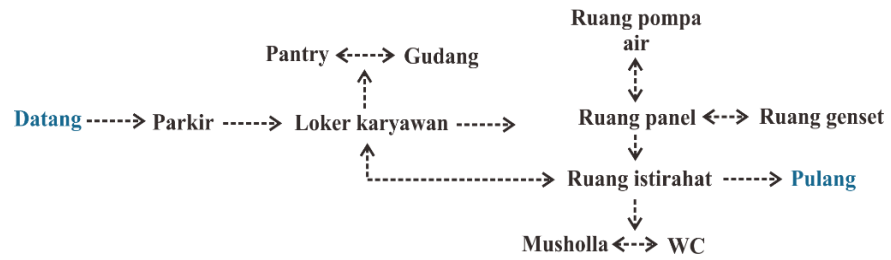 Ruang pompa
air
Pantry Gudang
Datang Parkir Loker karyawan Ruang panel Ruang genset
Ruang istirahat Pulang
Musholla WC